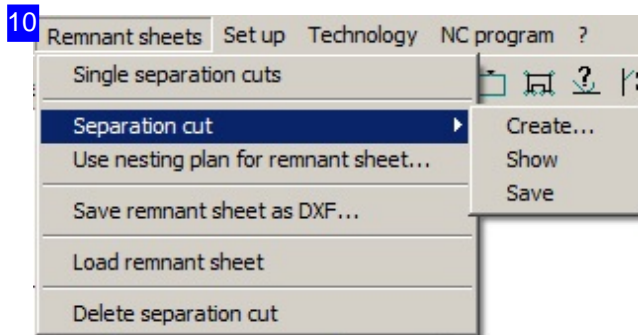 10
Remnant sheets Set up Technology NC program ?
Single separation cuts
Separation cut
Create...
Use nesting plan for remnant sheet...
Show
Save
Save remnant sheet as DXF...
Load remnant sheet
Delete separation cut